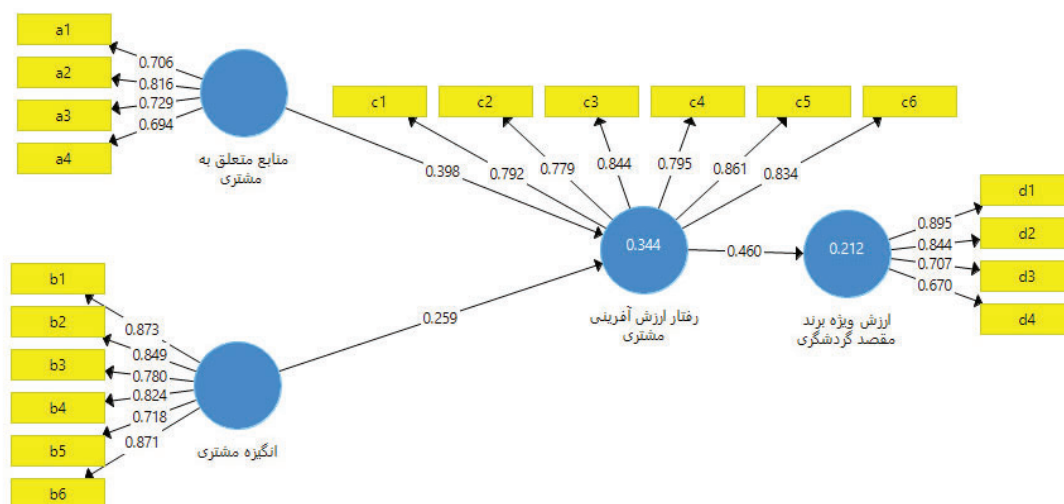 a1
a2
a3
a4
0.706
0.816
0.729
0.694
منابع متعلق به
مشتری
0.398
c1
c2
c3
c4
c5
c6
0.792
0.779
0.844
0.795
0.861
0.834
0.344
رفتار ارزش آفرینی
مشتری
0.460
0.212
ارزش ویژه برند
مقصد گردشگری
d1
d2
d3
d4
0.895
0.844
0.707
0.670
b1
b2
b3
b4
b5
b6
0.873
0.849
0.780
0.824
0.718
0.871
انگیزه مشتری
0.259